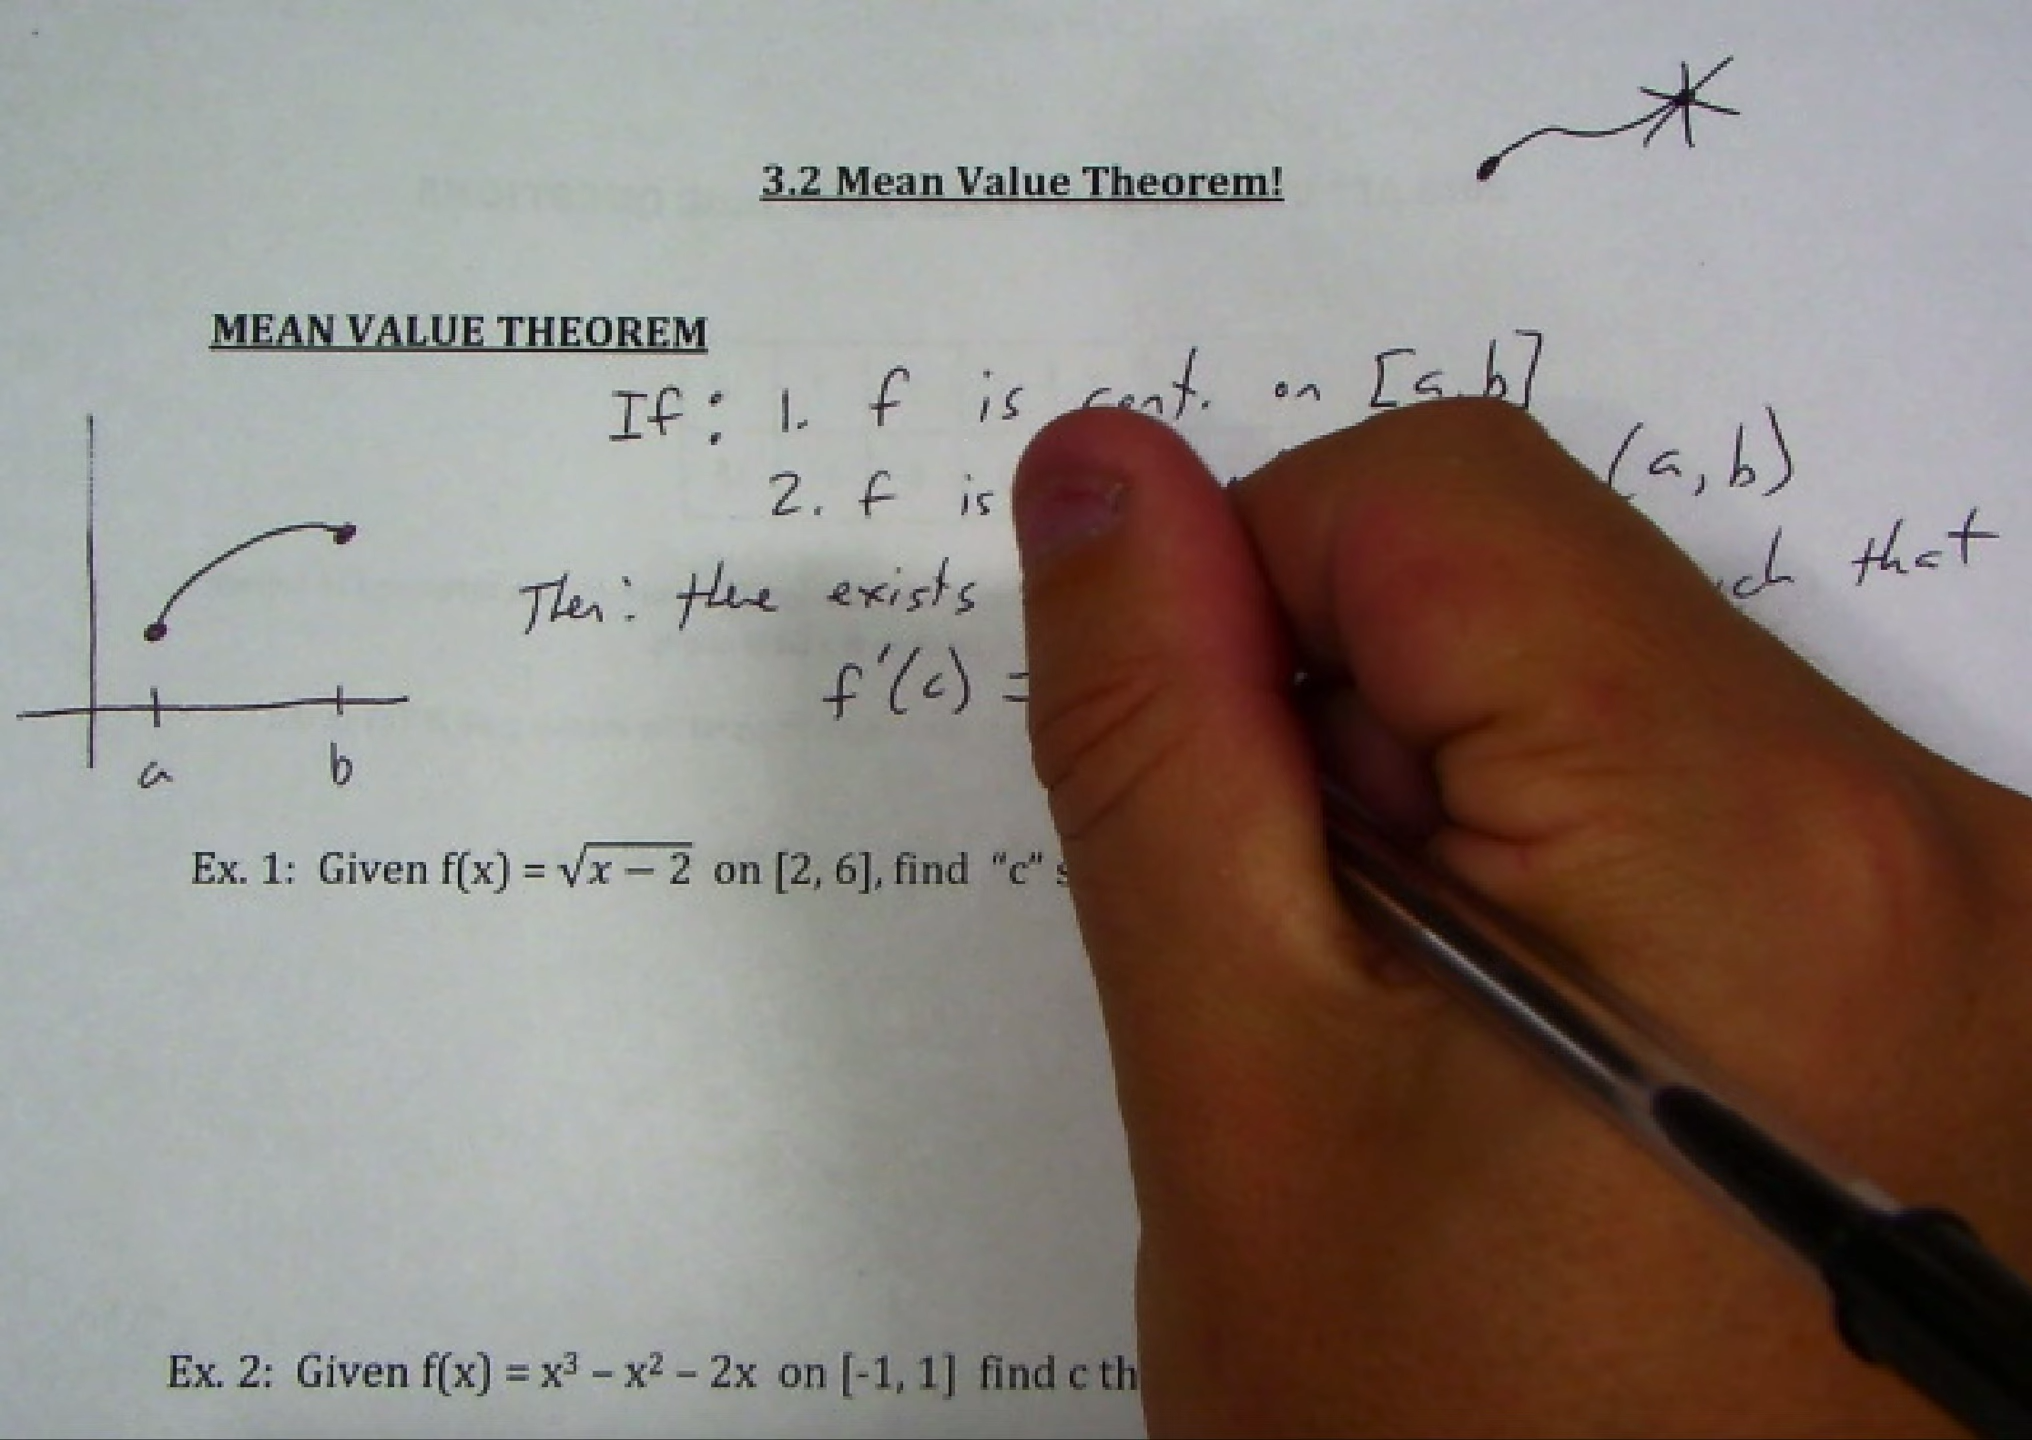 3.2 Mean Value Theorem!
MEAN VALUE THEOREM
If: 1. f is cont. on [a,b]
2. f is (a, b)
Then: there exists that
f'(c) =
a b
Ex. 1: Given f(x) = √x − 2 on [2, 6], find "c"
Ex. 2: Given f(x) = x³ – x² – 2x on [-1, 1] find c